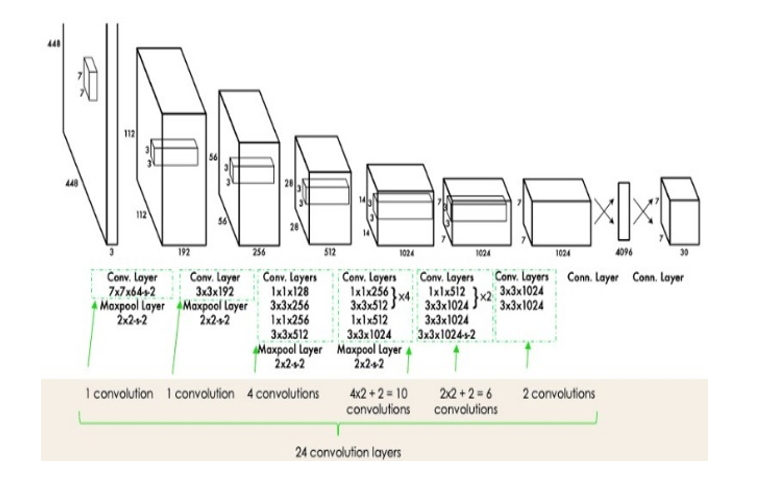 448
448
7
7
3
112
112
3
3
192
56
56
3
3
256
28
28
3
3
512
14
14
3
3
1024
7
7
3
3
1024
7
7
1024
4096
7
7
30
Conv. Layer
7x7x64-s-2
Maxpool Layer
2x2-s-2
Conv. Layer
3x3x192
Maxpool Layer
2x2-s-2
Conv. Layers
1x1x128
3x3x256
1x1x256
3x3x512
Maxpool Layer
2x2-s-2
Conv. Layers
1x1x256
3x3x512
}x4
1x1x512
3x3x1024
Maxpool Layer
2x2-s-2
Conv. Layers
1x1x512
3x3x1024
}x2
3x3x1024
3x3x1024-s-2
Conv. Layers
3x3x1024
3x3x1024
Conn. Layer
Conn. Layer
1 convolution
1 convolution
4 convolutions
4x2 + 2 = 10
convolutions
2x2 + 2 = 6
convolutions
2 convolutions
24 convolution layers